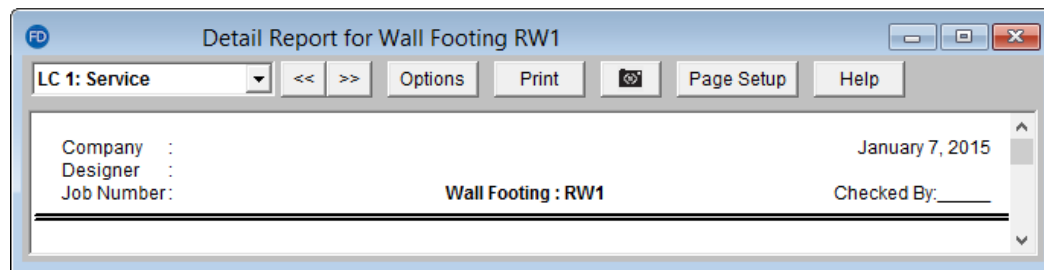 FD Detail Report for Wall Footing RW1
LC 1: Service << >> Options Print Page Setup Help
Company : January 7, 2015
Designer :
Job Number: Wall Footing : RW1 Checked By:_____